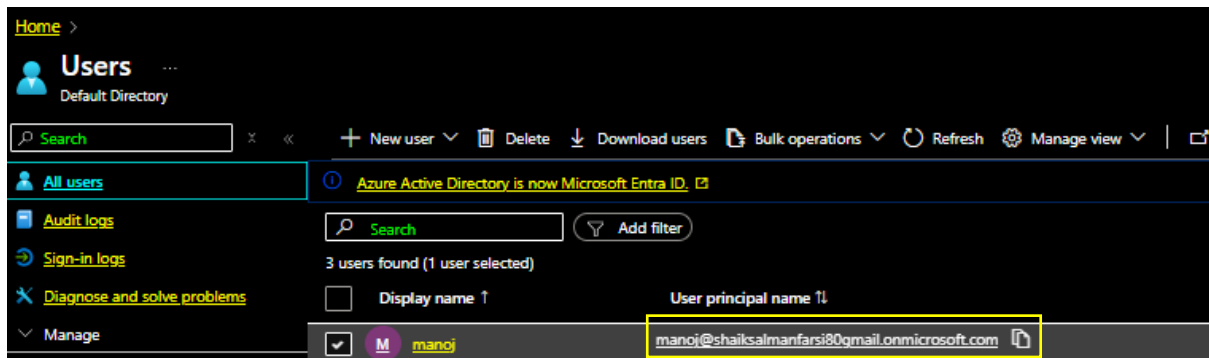 Home >
Users ...
Default Directory
Search
+ New user Delete Download users Bulk operations Refresh Manage view
All users
Azure Active Directory is now Microsoft Entra ID.
Audit logs
Search Add filter
Sign-in logs
3 users found (1 user selected)
Diagnose and solve problems
Display name ↑ User principal name ↑↓
Manage
M manoj manoj@shaiksalmanfarsi80gmail.onmicrosoft.com